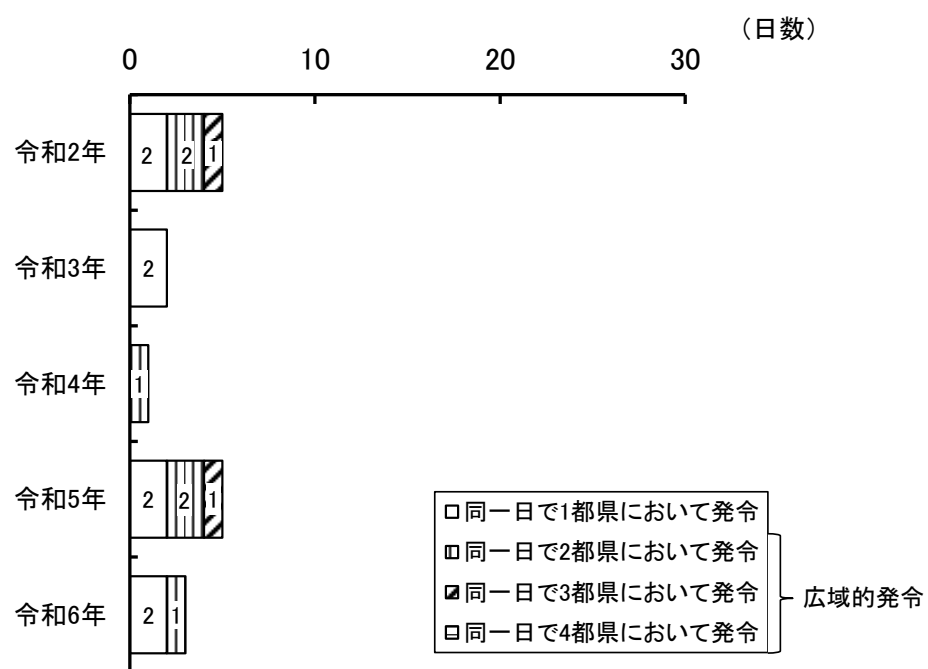 （日数）
0 10 20 30
令和2年 2 2 1
令和3年 2
令和4年 1
令和5年 2 2 1
令和6年 2 1
同一日で1都県において発令
同一日で2都県において発令
同一日で3都県において発令
同一日で4都県において発令
広域的発令